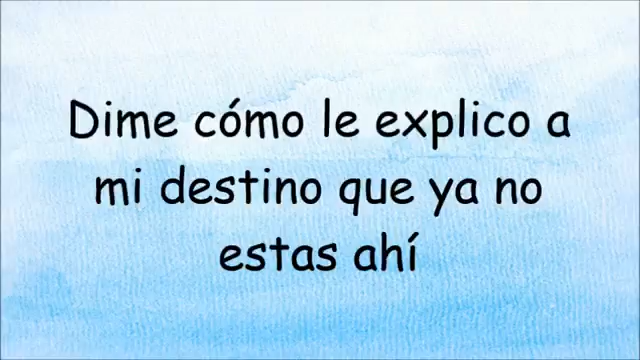 Dime cómo le explico a
mi destino que ya no
estas ahí